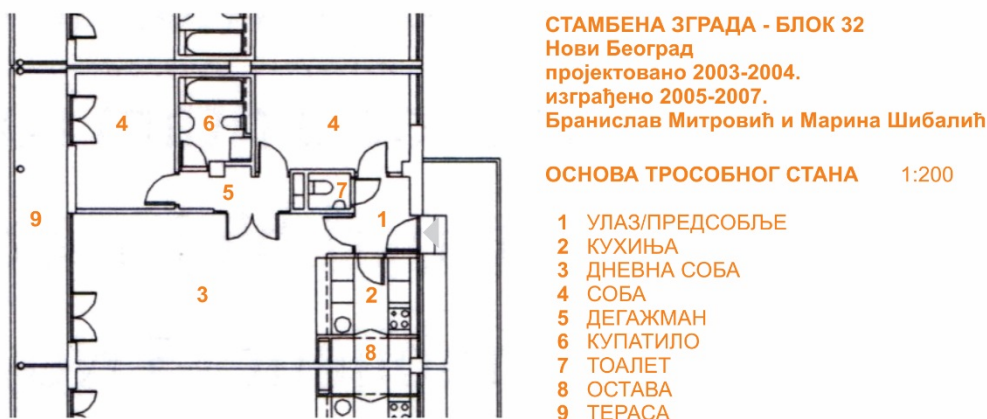 СТАМБЕНА ЗГРАДА - БЛОК 32
Нови Београд
пројектовано 2003-2004.
изграђено 2005-2007.
Бранислав Митровић и Марина Шибалић
ОСНОВА ТРОСОБНОГ СТАНА 1:200
1 УЛАЗ/ПРЕДСОБЉЕ
2 КУХИЊА
3 ДНЕВНА СОБА
4 СОБА
5 ДЕГАЖМАН
6 КУПАТИЛО
7 ТОАЛЕТ
8 ОСТАВА
9 ТЕРАСА
4 6 4
5 7
9 1
3 2
8